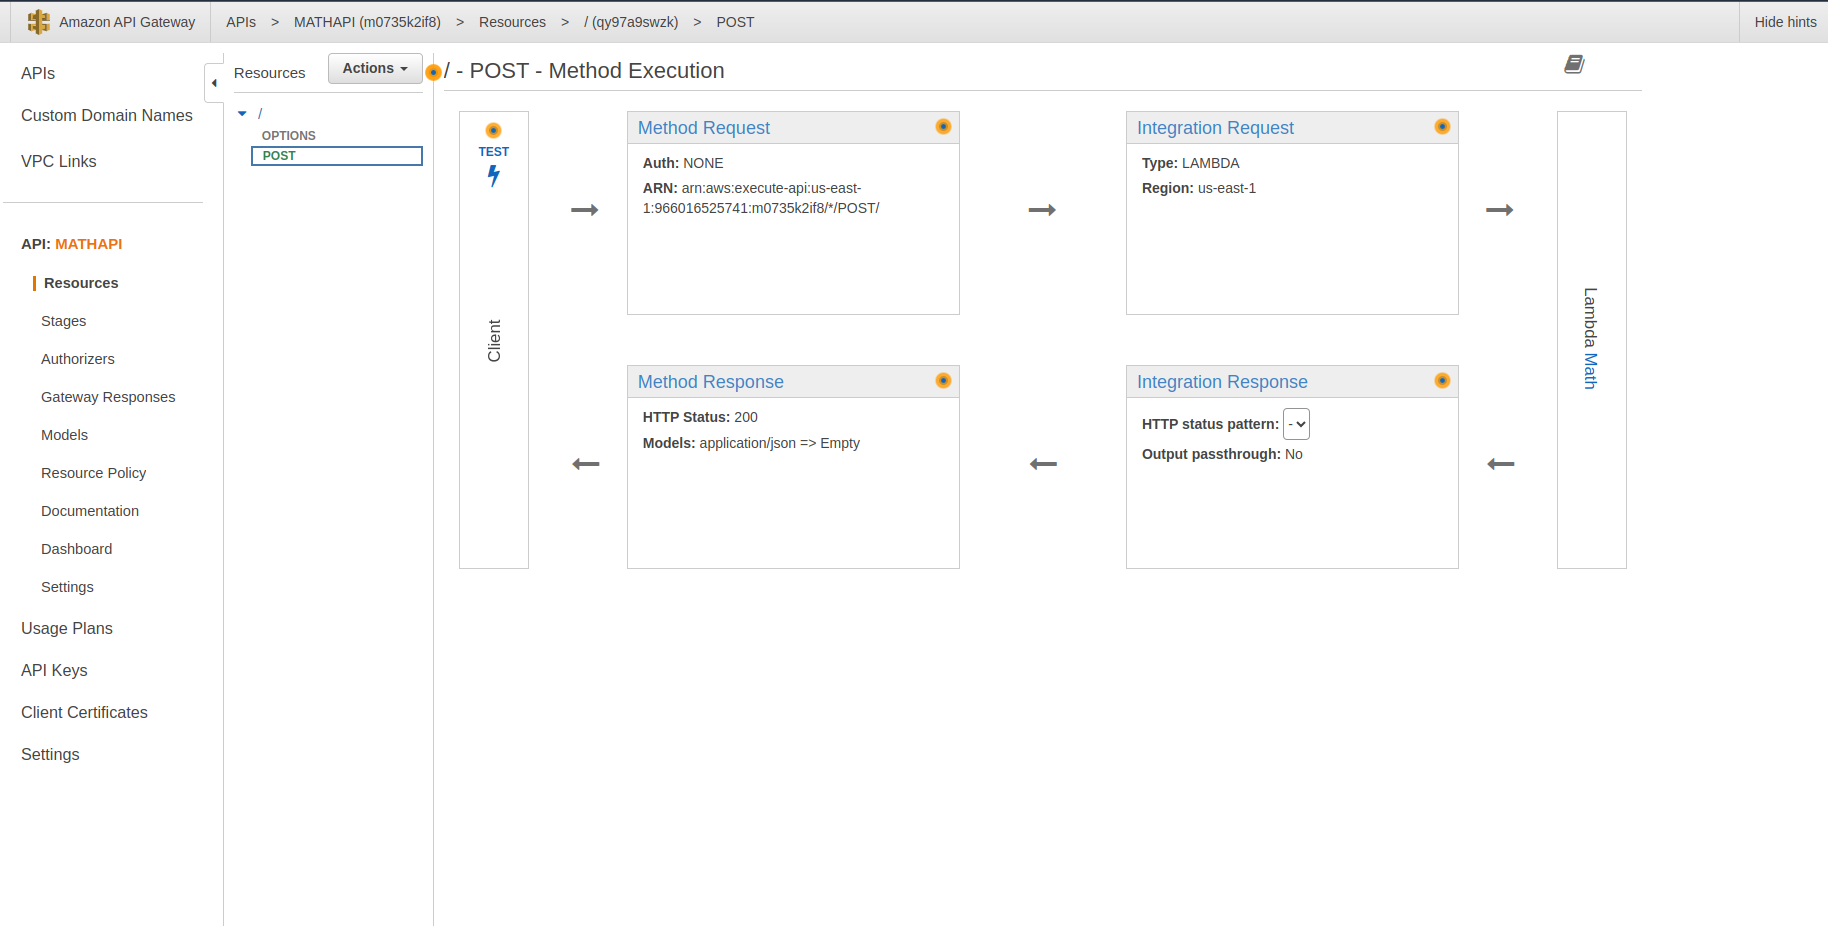 Amazon API Gateway
APIs > MATHAPI (m0735k2if8) > Resources > / (qy97a9swzk) > POST
Hide hints
APIs
Custom Domain Names
VPC Links
API: MATHAPI
Resources
Stages
Authorizers
Gateway Responses
Models
Resource Policy
Documentation
Dashboard
Settings
Usage Plans
API Keys
Client Certificates
Settings
Resources
Actions
/
OPTIONS
POST
/ - POST - Method Execution
TEST
Client
Method Request
Auth: NONE
ARN: arn:aws:execute-api:us-east-
1:966016525741:m0735k2if8/*/POST/
Integration Request
Type: LAMBDA
Region: us-east-1
Lambda Math
Method Response
HTTP Status: 200
Models: application/json => Empty
Integration Response
HTTP status pattern: -
Output passthrough: No